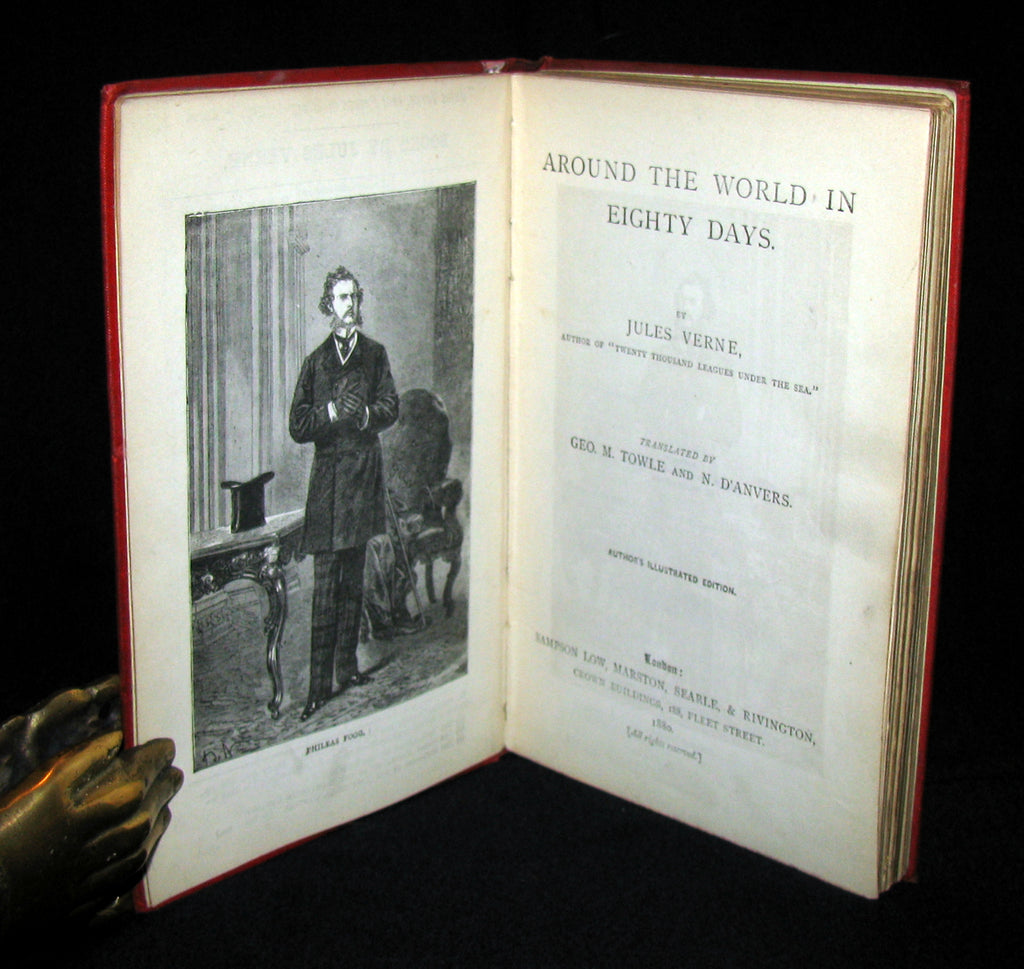 PHILEAS FOGG.
AROUND THE WORLD IN
EIGHTY DAYS.
BY
JULES VERNE,
AUTHOR OF "TWENTY THOUSAND LEAGUES UNDER THE SEA."
TRANSLATED BY
GEO. M. TOWLE AND N. D'ANVERS.
AUTHOR'S ILLUSTRATED EDITION.
London:
SAMPSON LOW, MARSTON, SEARLE, & RIVINGTON,
CROWN BUILDINGS, 188, FLEET STREET.
1880.
[All rights reserved.]